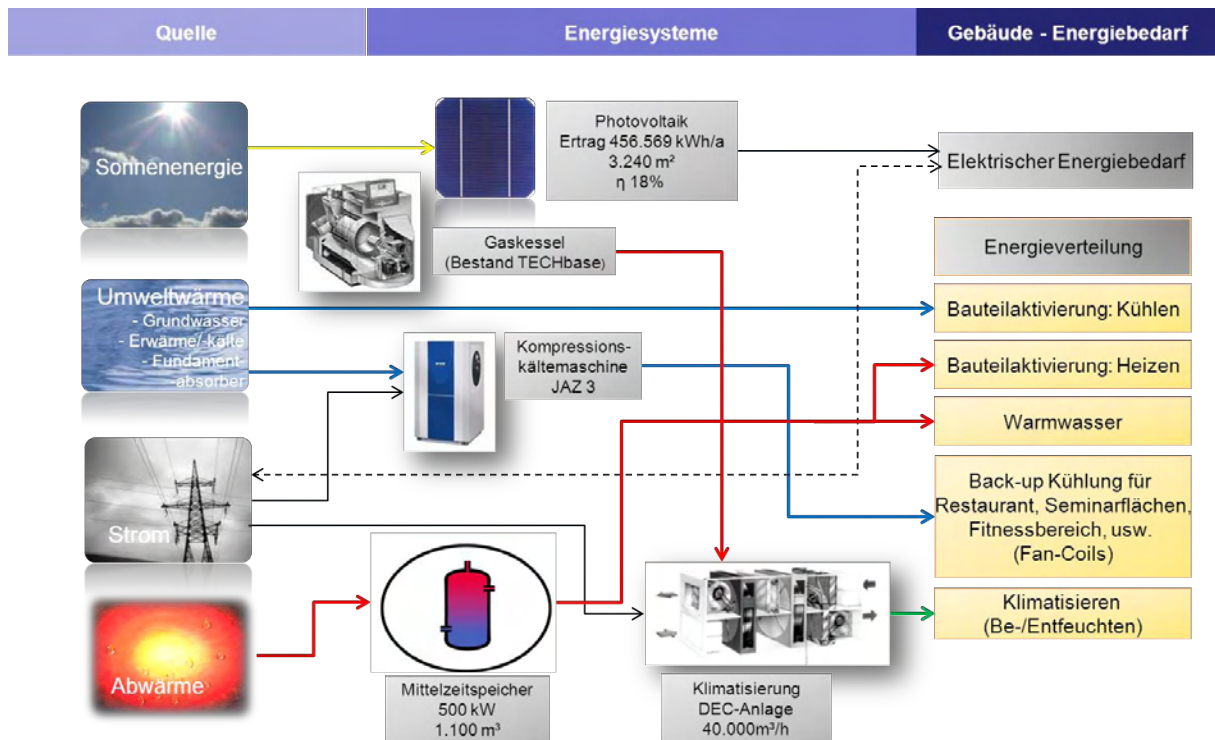 Quelle
Energiesysteme
Gebäude - Energiebedarf
Sonnenenergie
Photovoltaik
Ertrag 456.569 kWh/a
3.240 m²
η 18%
Elektrischer Energiebedarf
Gaskessel
(Bestand TECHbase)
Energieverteilung
Umweltwärme
- Grundwasser
- Erwärme/-kälte
- Fundament-
-absorber
Bauteilaktivierung: Kühlen
Kompressions-
kältemaschine
JAZ 3
Bauteilaktivierung: Heizen
Warmwasser
Strom
Back-up Kühlung für
Restaurant, Seminarflächen,
Fitnessbereich, usw.
(Fan-Coils)
Klimatisieren
(Be-/Entfeuchten)
Abwärme
Mittelzeitspeicher
500 kW
1.100 m³
Klimatisierung
DEC-Anlage
40.000m³/h